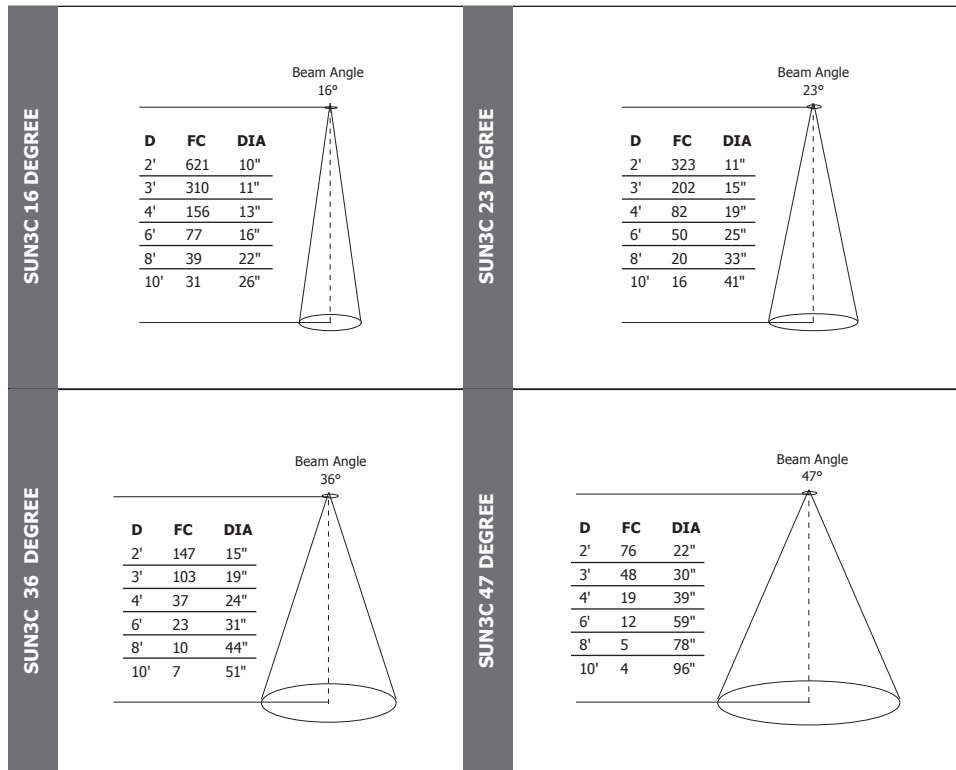 SUN3C 16 DEGREE
Beam Angle
16°
D FC DIA
2' 621 10"
3' 310 11"
4' 156 13"
6' 77 16"
8' 39 22"
10' 31 26"
SUN3C 23 DEGREE
Beam Angle
23°
D FC DIA
2' 323 11"
3' 202 15"
4' 82 19"
6' 50 25"
8' 20 33"
10' 16 41"
SUN3C 36 DEGREE
Beam Angle
36°
D FC DIA
2' 147 15"
3' 103 19"
4' 37 24"
6' 23 31"
8' 10 44"
10' 7 51"
SUN3C 47 DEGREE
Beam Angle
47°
D FC DIA
2' 76 22"
3' 48 30"
4' 19 39"
6' 12 59"
8' 5 78"
10' 4 96"